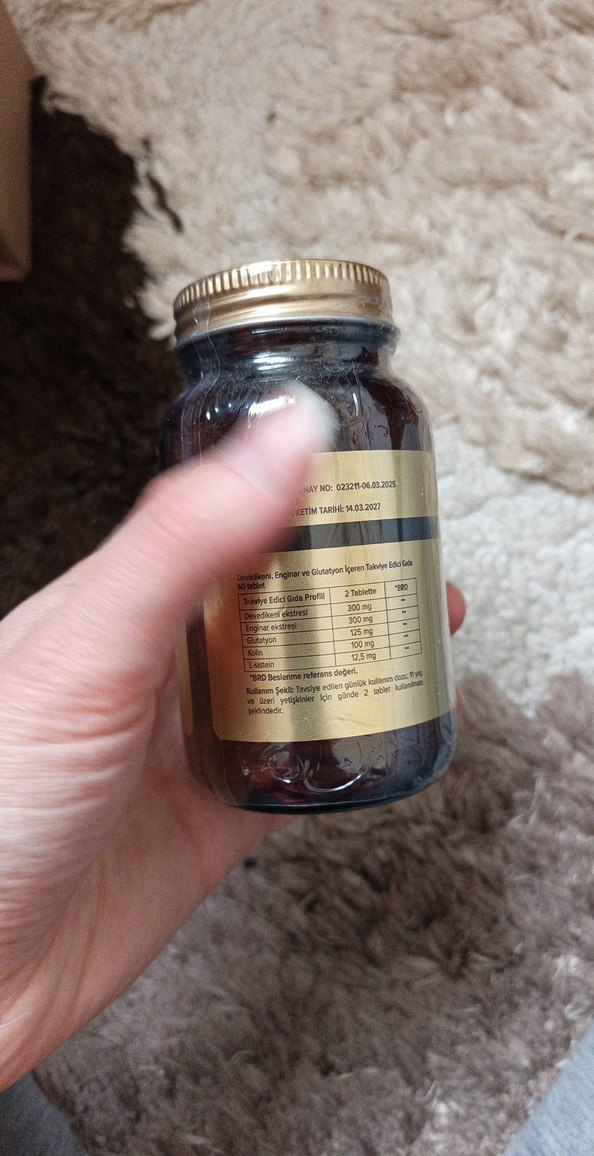 NAY NO: 023211-06.03.2025
KETİM TARİHİ: 14.03.2027
Devedikeni, Enginar ve Glutatyon İçeren Takviye Edici Gıda
60 tablet
Takviye Edici Gıda Profili 2 Tablette *BRD
Devedikeni ekstresi 300 mg **
Enginar ekstresi 300 mg **
Glutatyon 125 mg **
Kolin 100 mg **
L-sistein 12,5 mg
*BRD Beslenme referans değeri.
Kullanım Şekli: Tavsiye edilen günlük kullanım dozu; 11 yaş
ve üzeri yetişkinler için günde 2 tablet kullanılması
şeklindedir.